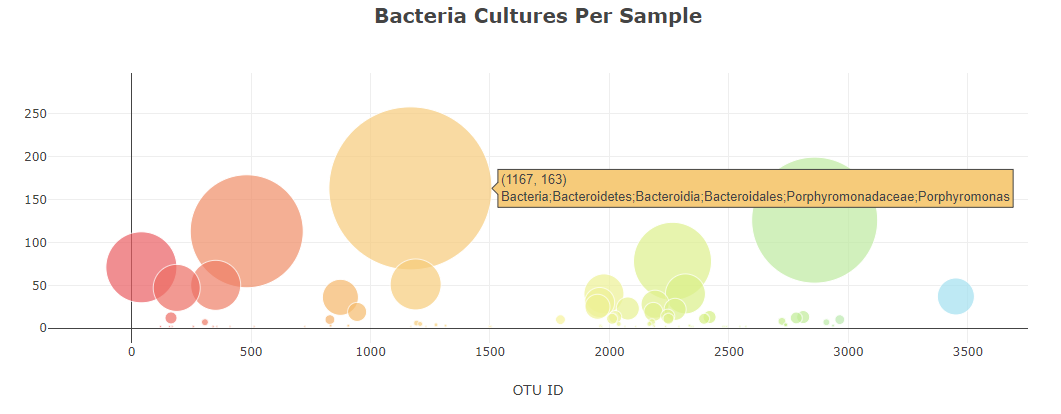 Bacteria Cultures Per Sample
250
200
150
100
50
0
(1167, 163)
Bacteria;Bacteroidetes;Bacteroidia;Bacteroidales;Porphyromonadaceae;Porphyromonas
0 500 1000 1500 2000 2500 3000 3500
OTU ID